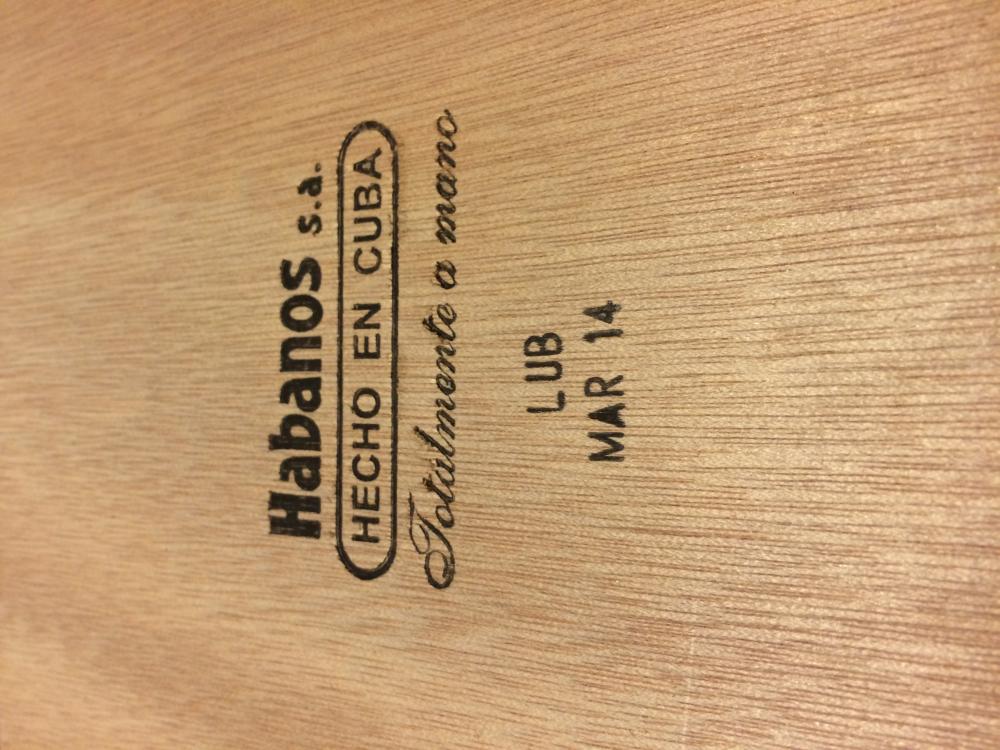 Habanos s.a.
HECHO EN CUBA
Totalmente a mano
LUB
MAR 14